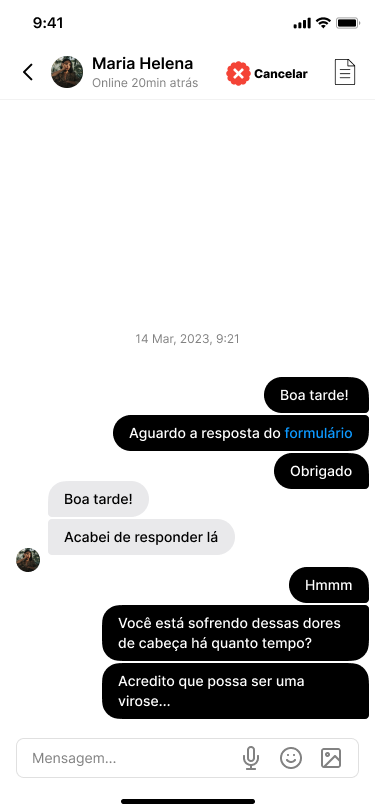 9:41
Maria Helena
Online 20min atrás
Cancelar
14 Mar, 2023, 9:21
Boa tarde!
Aguardo a resposta do formulário
Obrigado
Boa tarde!
Acabei de responder lá
Hmmm
Você está sofrendo dessas dores
de cabeça há quanto tempo?
Acredito que possa ser uma
virose...
Mensagem...